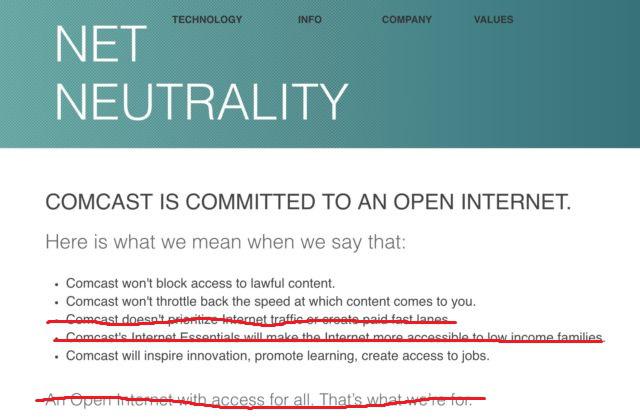 TECHNOLOGY INFO COMPANY VALUES
NET
NEUTRALITY
COMCAST IS COMMITTED TO AN OPEN INTERNET.
Here is what we mean when we say that:
• Comcast won't block access to lawful content.
• Comcast won't throttle back the speed at which content comes to you.
• Comcast doesn't prioritize Internet traffic or create paid fast lanes.
• Comcast's Internet Essentials will make the Internet more accessible to low income families
• Comcast will inspire innovation, promote learning, create access to jobs.
An Open Internet with access for all. That's what we're for.